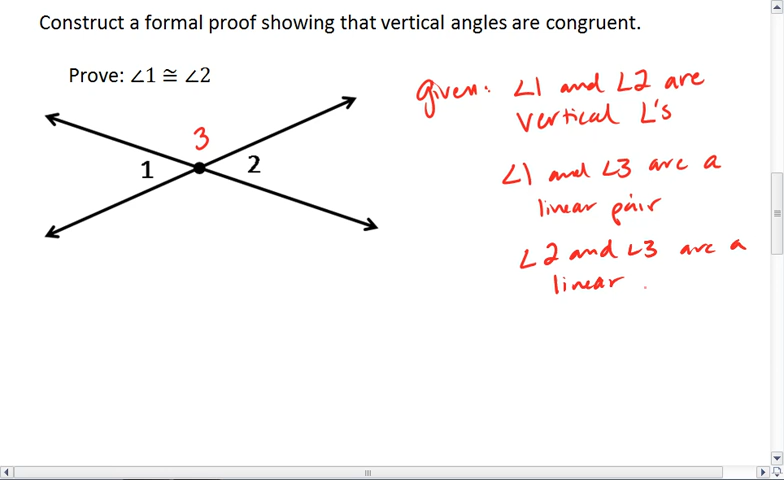 Construct a formal proof showing that vertical angles are congruent.
Prove: ∠1 ≅ ∠2
given: ∠1 and ∠2 are
vertical ∠'s
3
1
2
∠1 and ∠3 are a
linear pair
∠2 and ∠3 are a
linear